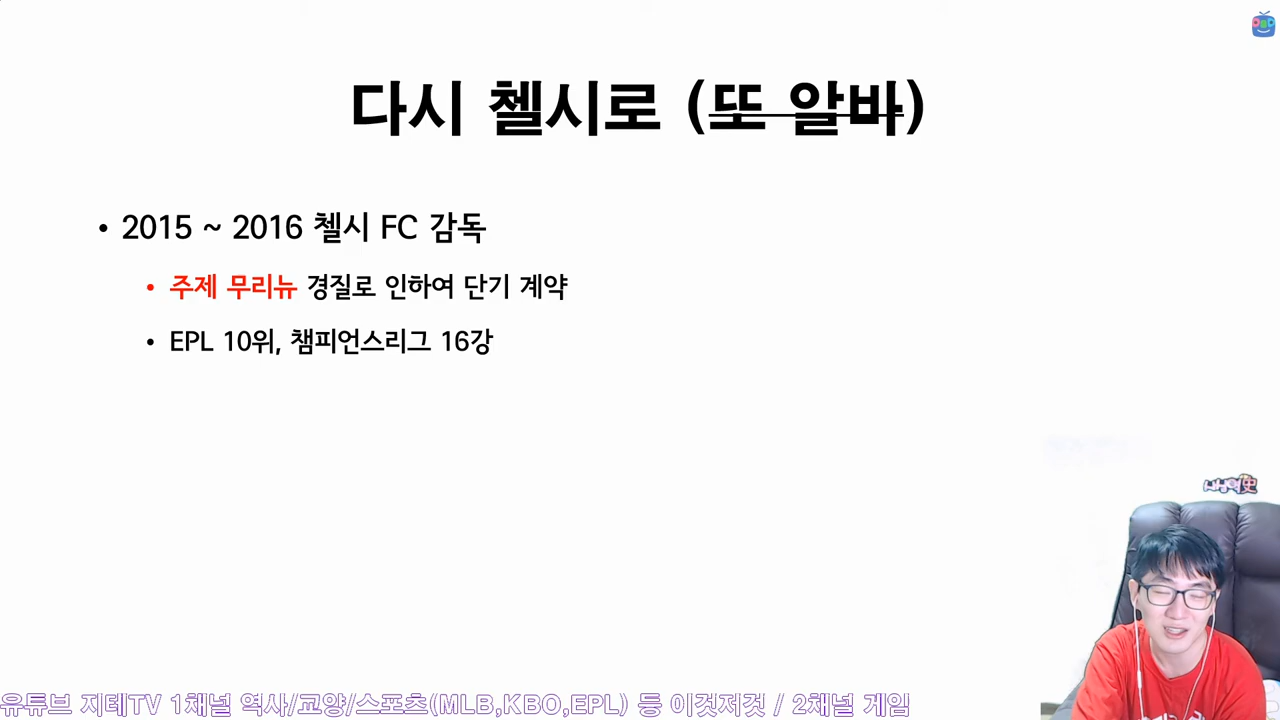 다시 첼시로 (또 알바)
• 2015 ~ 2016 첼시 FC 감독
• 주제 무리뉴 경질로 인하여 단기 계약
• EPL 10위, 챔피언스리그 16강
유튜브 지테TV 1채널 역사/교양/스포츠(MLB,KBO,EPL) 등 이것저것 / 2채널 게임